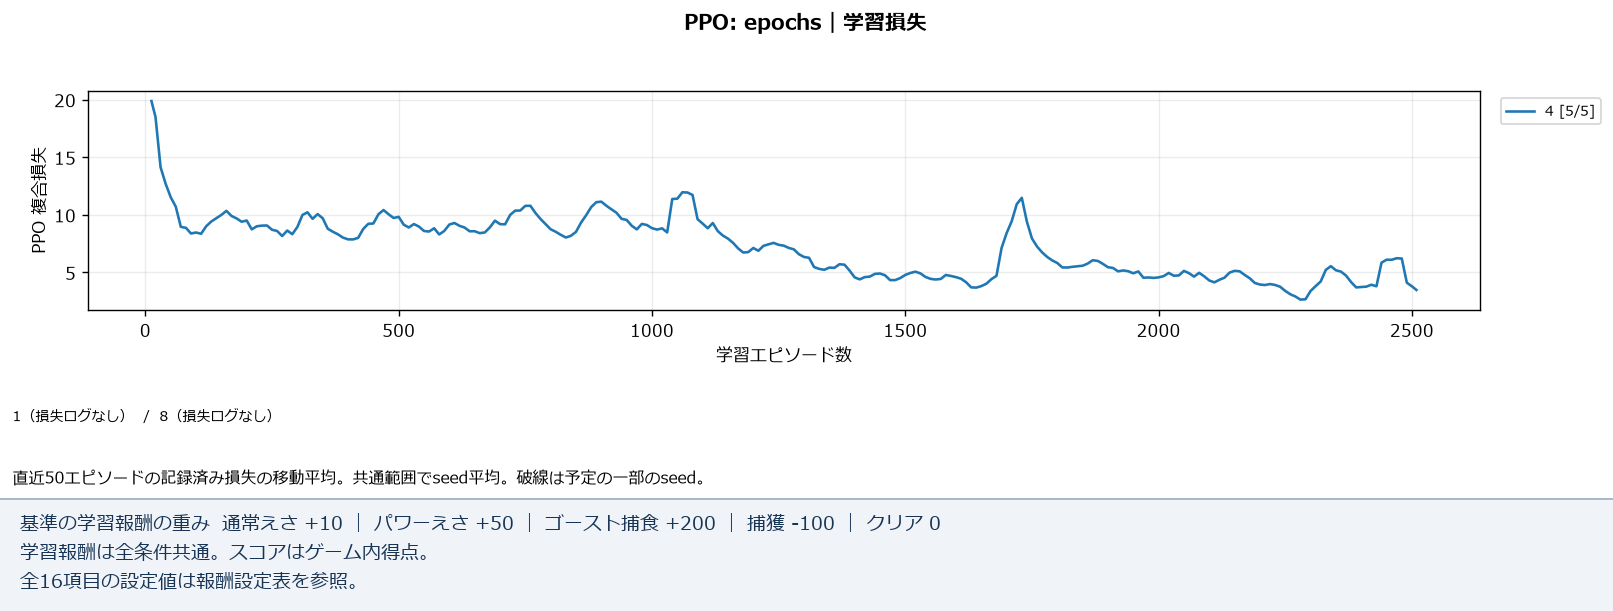 PPO: epochs｜学習損失
20
15
10
5
PPO 複合損失
4 [5/5]
0
500
1000
1500
2000
2500
学習エピソード数
1（損失ログなし） / 8（損失ログなし）
直近50エピソードの記録済み損失の移動平均。共通範囲でseed平均。破線は予定の一部のseed。
基準の学習報酬の重み 通常えさ +10 ｜ パワーえさ +50 ｜ ゴースト捕食 +200 ｜ 捕獲 -100 ｜ クリア 0
学習報酬は全条件共通。スコアはゲーム内得点。
全16項目の設定値は報酬設定表を参照。